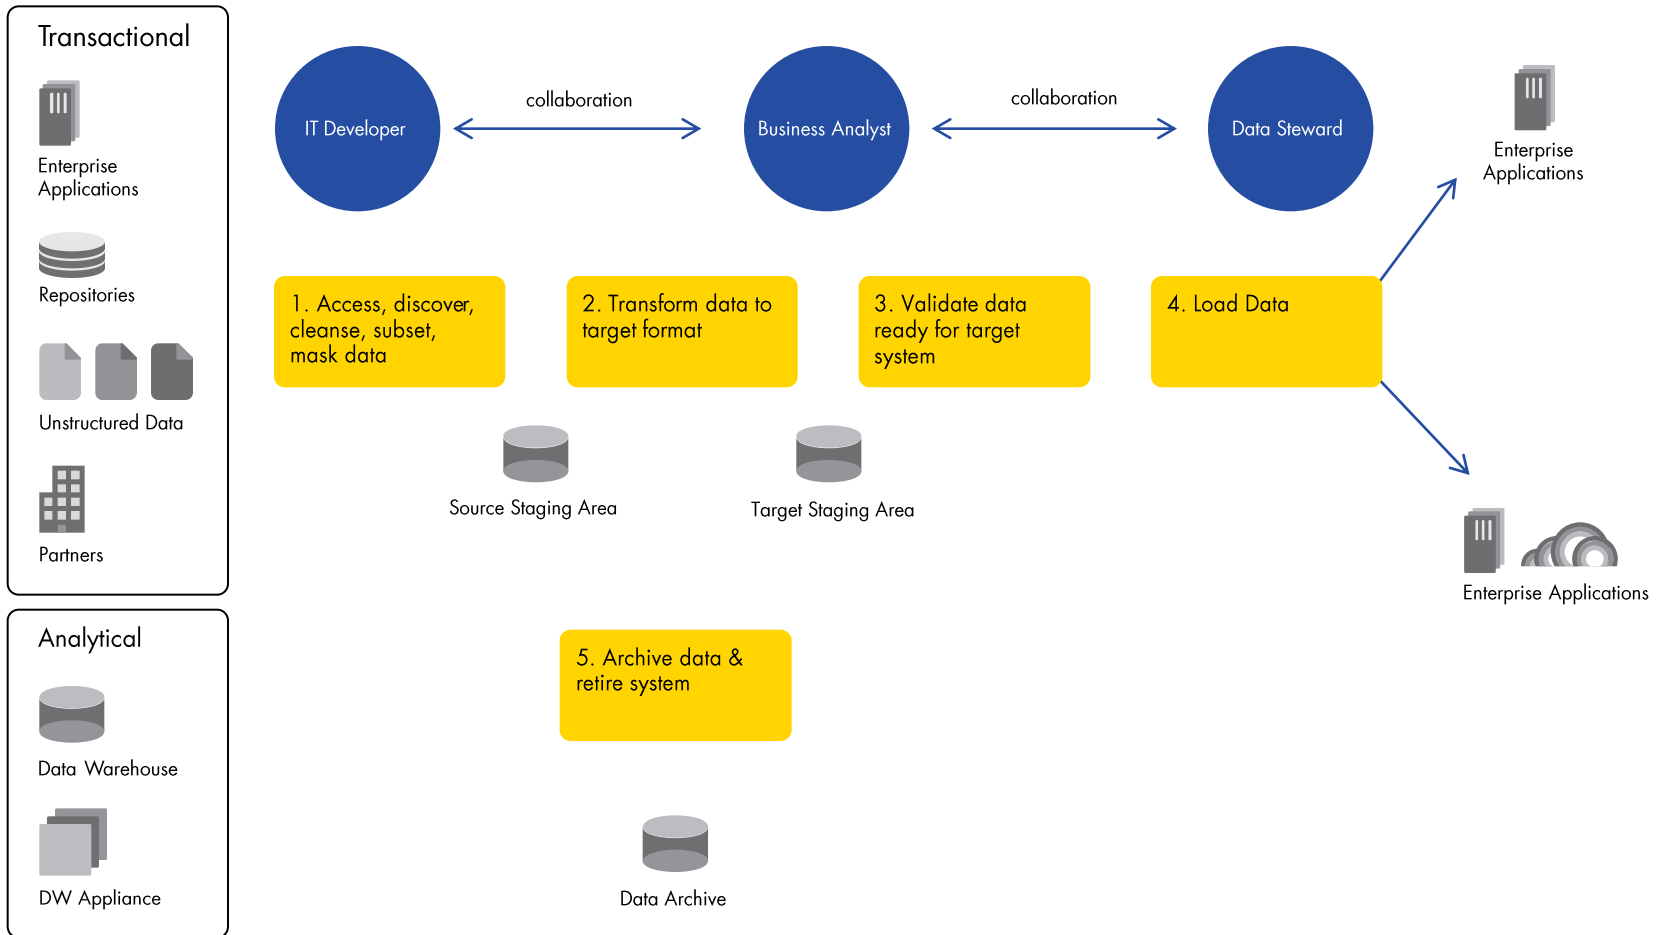 Transactional
Enterprise
Applications
Repositories
Unstructured Data
Partners
Analytical
Data Warehouse
DW Appliance
IT Developer
collaboration
Business Analyst
collaboration
Data Steward
Enterprise
Applications
1. Access, discover,
cleanse, subset,
mask data
2. Transform data to
target format
3. Validate data
ready for target
system
4. Load Data
Source Staging Area
Target Staging Area
Enterprise Applications
5. Archive data &
retire system
Data Archive